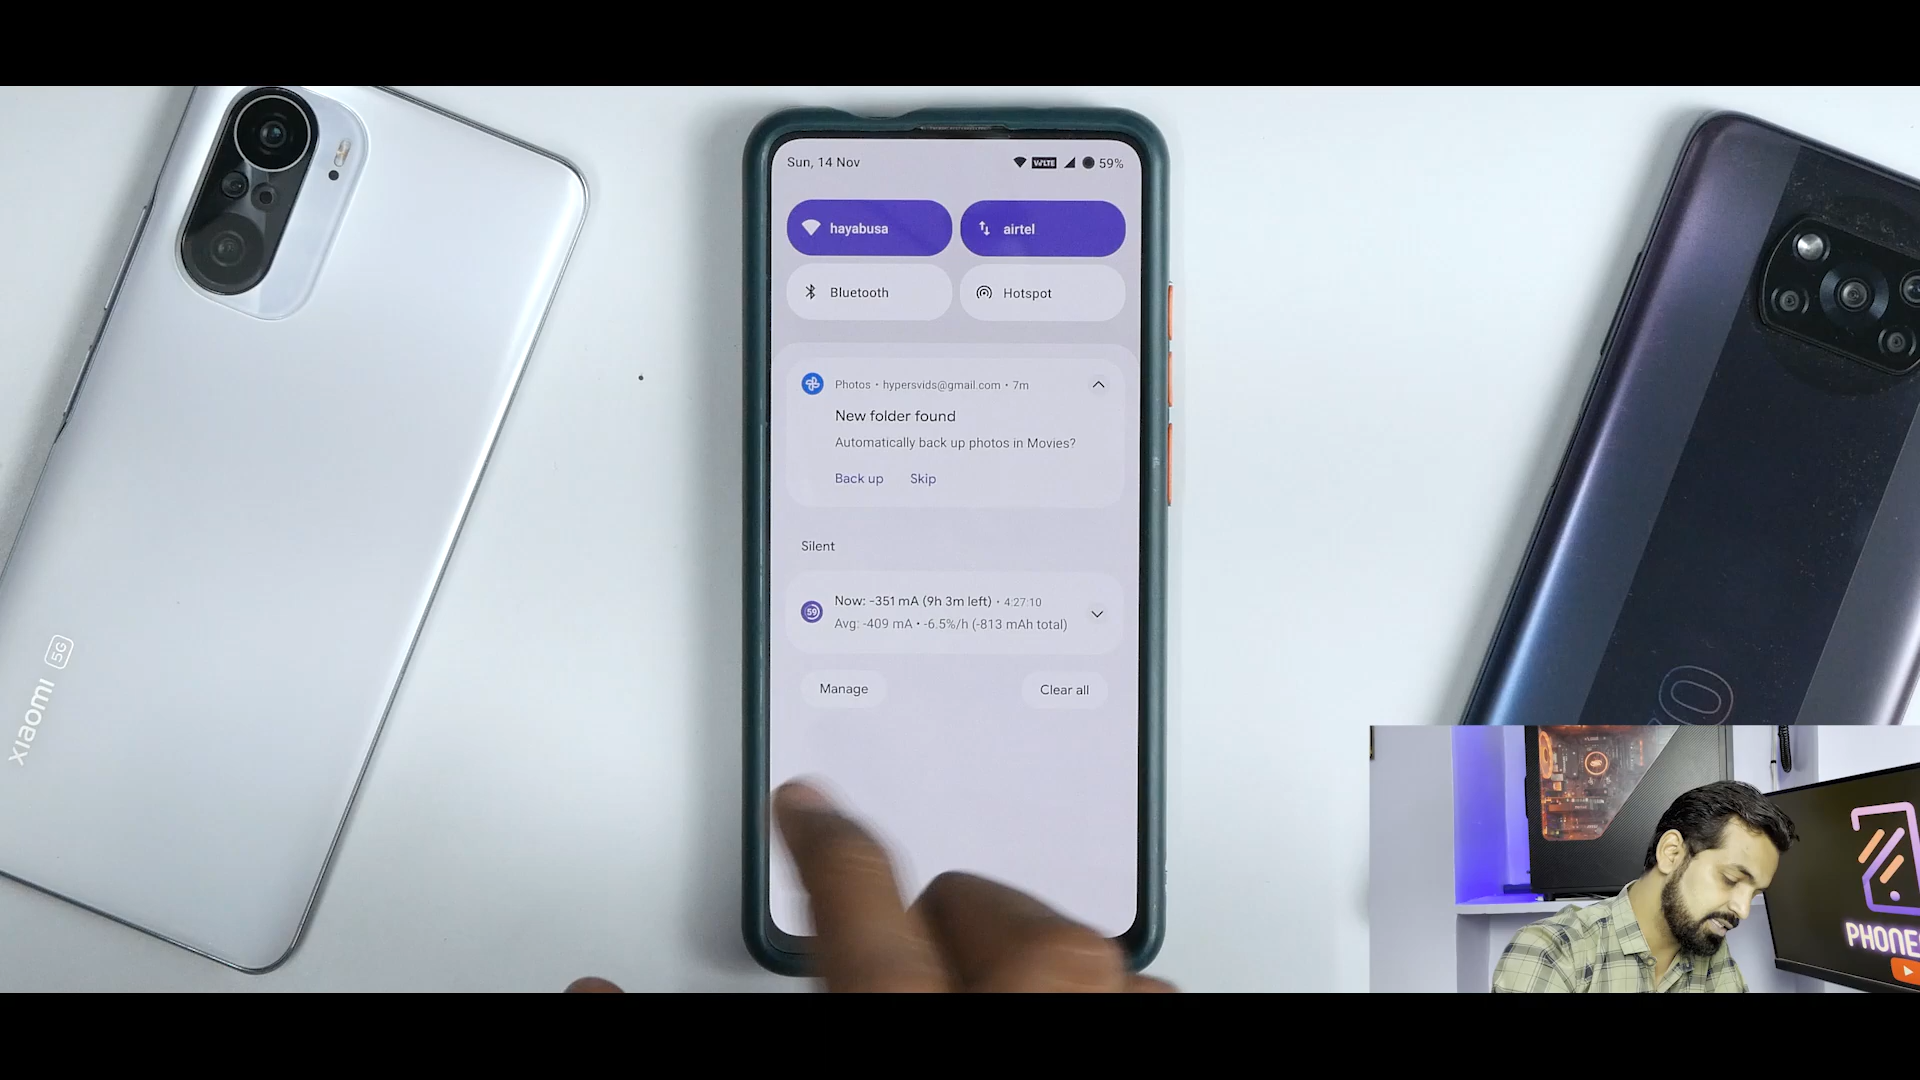 Sun, 14 Nov
VoLTE
59%
hayabusa
airtel
Bluetooth
Hotspot
Photos • hypersvids@gmail.com • 7m
New folder found
Automatically back up photos in Movies?
Back up
Skip
Silent
59
Now: -351 mA (9h 3m left) • 4:27:10
Avg: -409 mA • -6.5%/h (-813 mAh total)
Manage
Clear all
xiaomi 5G